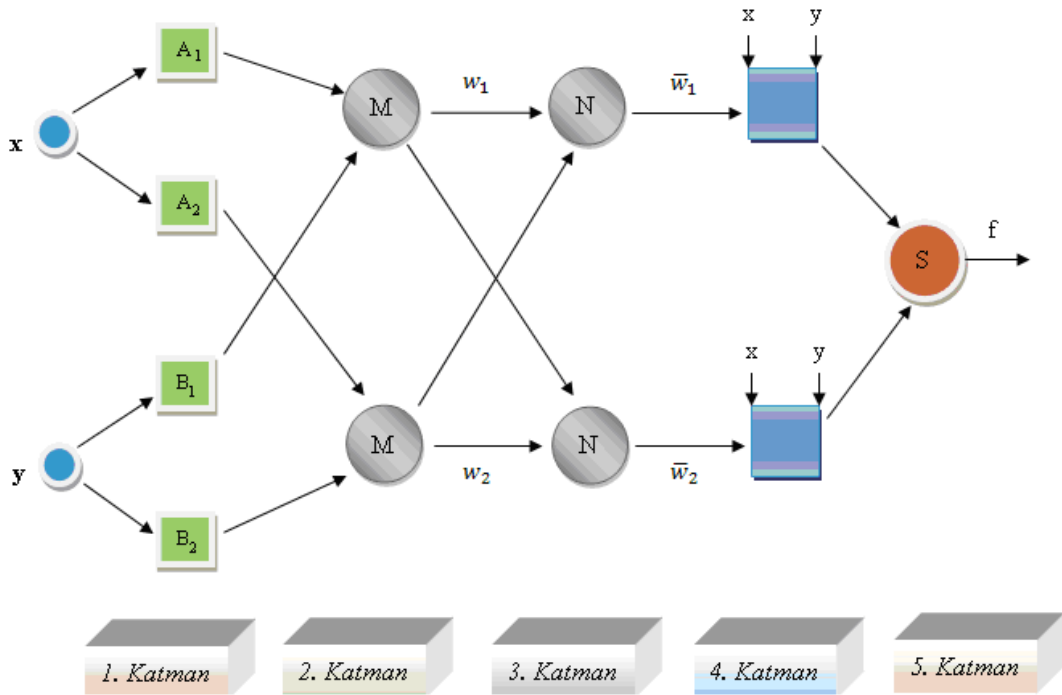 x y
A1
M w1 N w̅1
x
A2
S f
B1
x y
M w2 N w̅2
y
B2
1. Katman 2. Katman 3. Katman 4. Katman 5. Katman